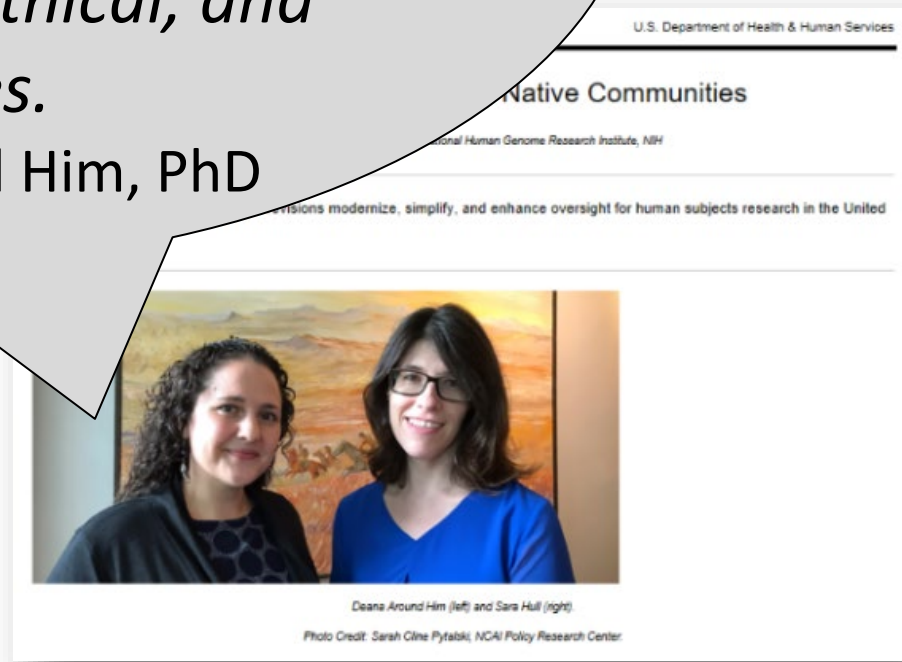 thical, and
s.
Him, PhD
U.S. Department of Health & Human Services
Native Communities
ional Human Genome Research Institute, NIH
visions modernize, simplify, and enhance oversight for human subjects research in the United
Deana Around Him (left) and Sara Hull (right).
Photo Credit: Sarah Cline Pytalski, NCAI Policy Research Center.